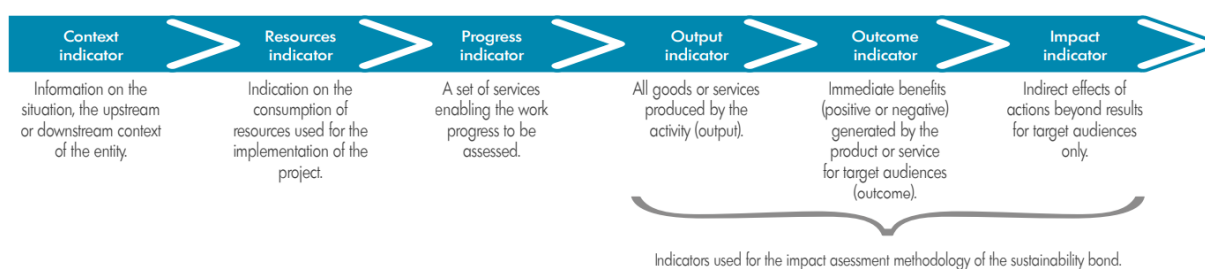 Context
indicator
Resources
indicator
Progress
indicator
Output
indicator
Outcome
indicator
Impact
indicator
Information on the
situation, the upstream
or downstream context
of the entity.
Indication on the
consumption of
resources used for the
implementation of the
project.
A set of services
enabling the work
progress to be
assessed.
All goods or services
produced by the
activity (output).
Immediate benefits
(positive or negative)
generated by the
product or service
for target audiences
(outcome).
Indirect effects of
actions beyond results
for target audiences
only.
Indicators used for the impact asessment methodology of the sustainability bond.